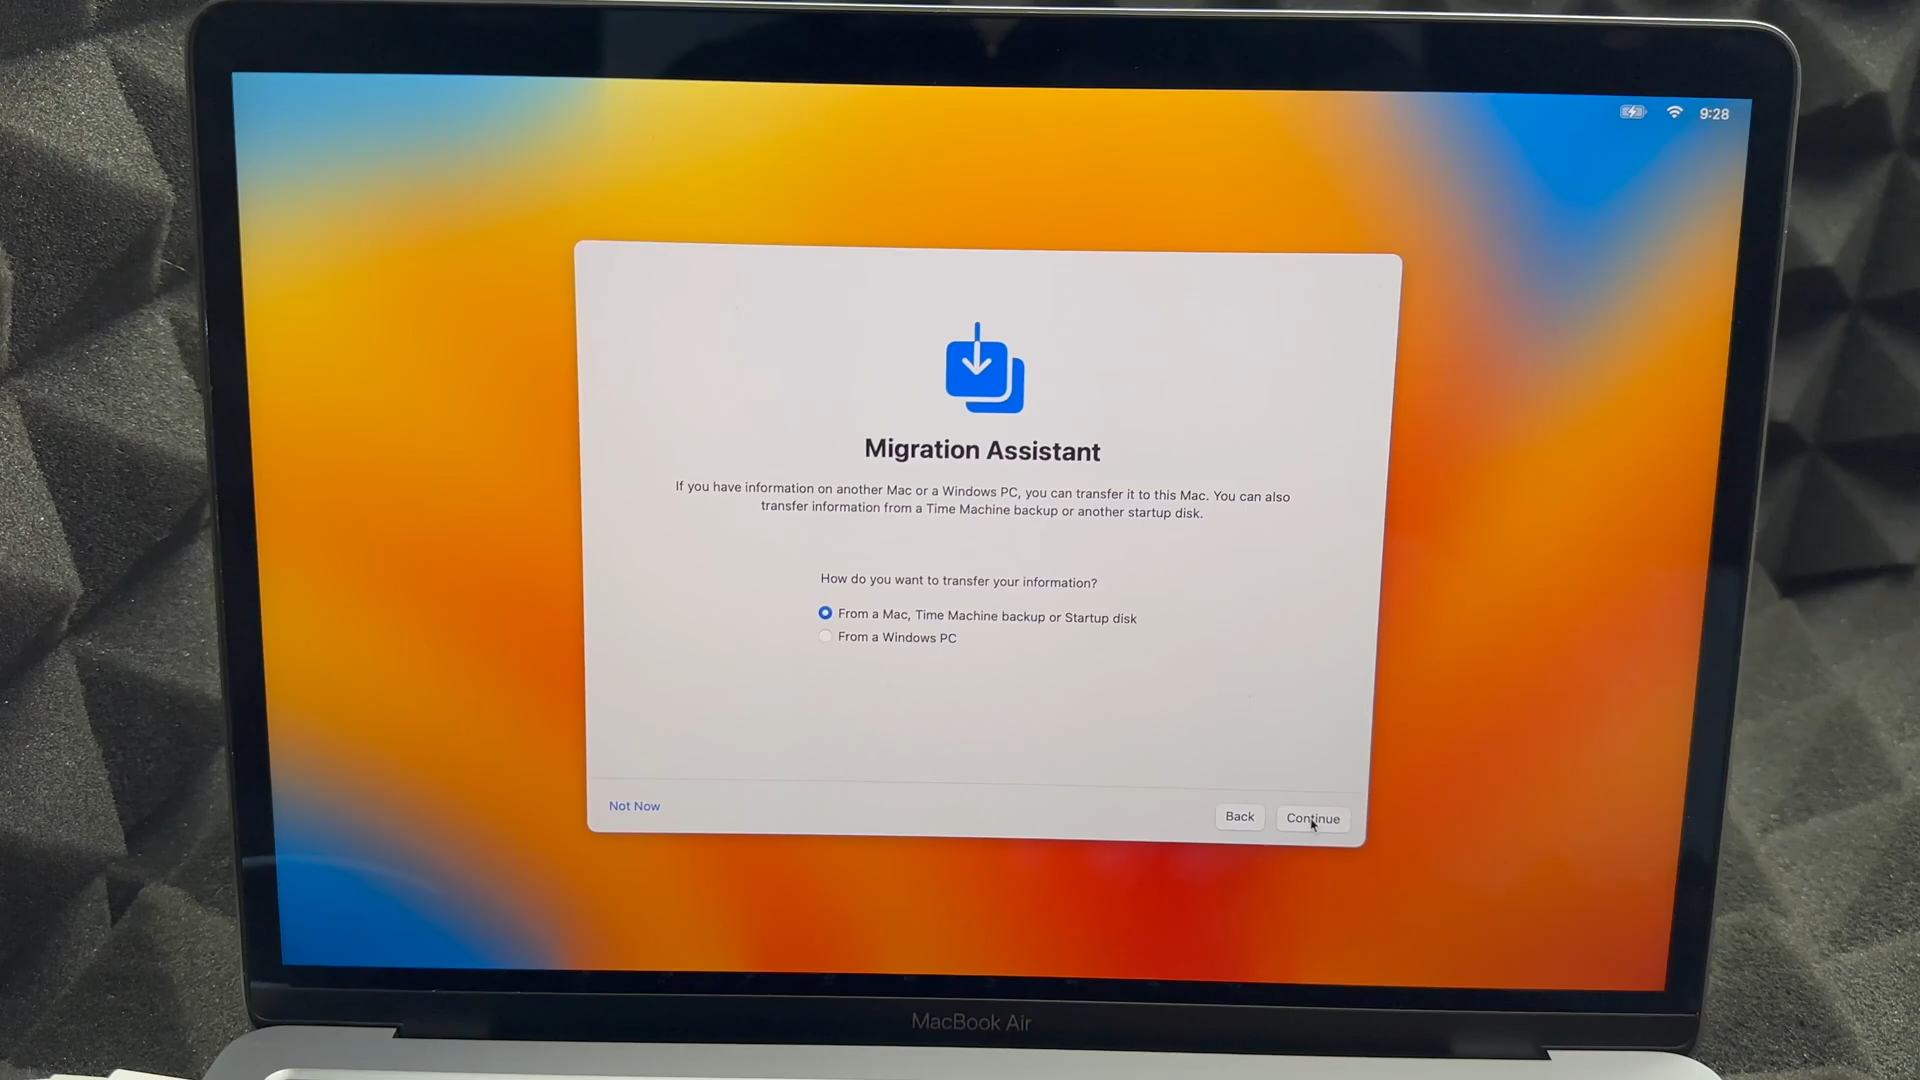 9:28
Migration Assistant
If you have information on another Mac or a Windows PC, you can transfer it to this Mac. You can also
transfer information from a Time Machine backup or another startup disk.
How do you want to transfer your information?
From a Mac, Time Machine backup or Startup disk
From a Windows PC
Not Now
Back
Continue
MacBook Air